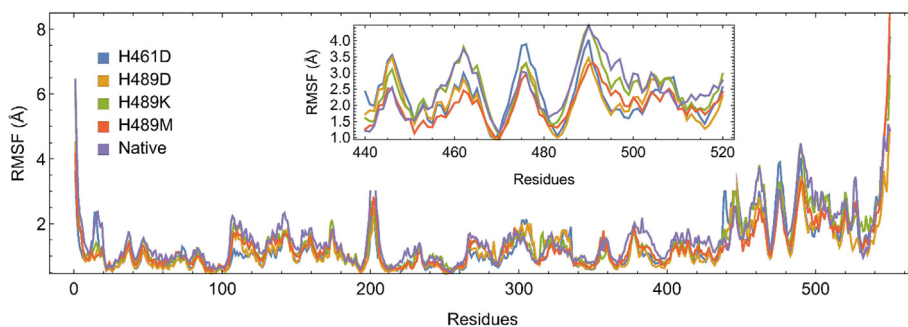 RMSF (Å)
8
6
4
2
H461D
H489D
H489K
H489M
Native
RMSF (Å)
4.0
3.5
3.0
2.5
2.0
1.5
1.0
440 460 480 500 520
Residues
0 100 200 300 400 500
Residues